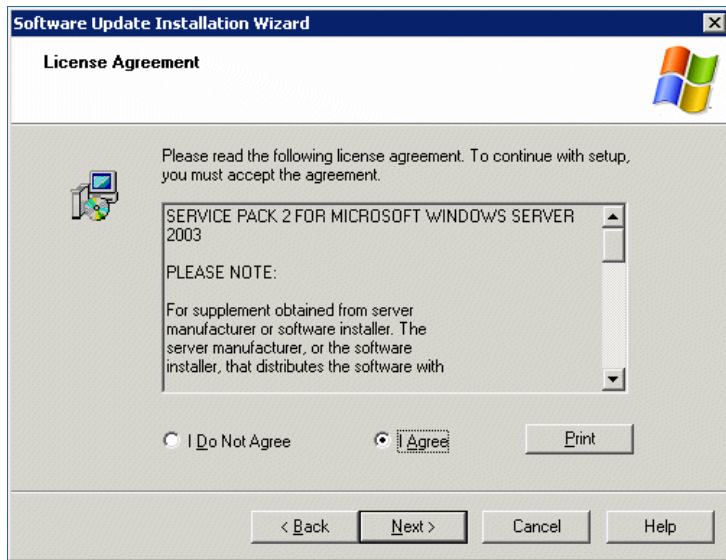 Software Update Installation Wizard
License Agreement
Please read the following license agreement. To continue with setup,
you must accept the agreement.
SERVICE PACK 2 FOR MICROSOFT WINDOWS SERVER
2003
PLEASE NOTE:
For supplement obtained from server
manufacturer or software installer. The
server manufacturer, or the software
installer, that distributes the software with
I Do Not Agree
I Agree
Print
< Back
Next >
Cancel
Help